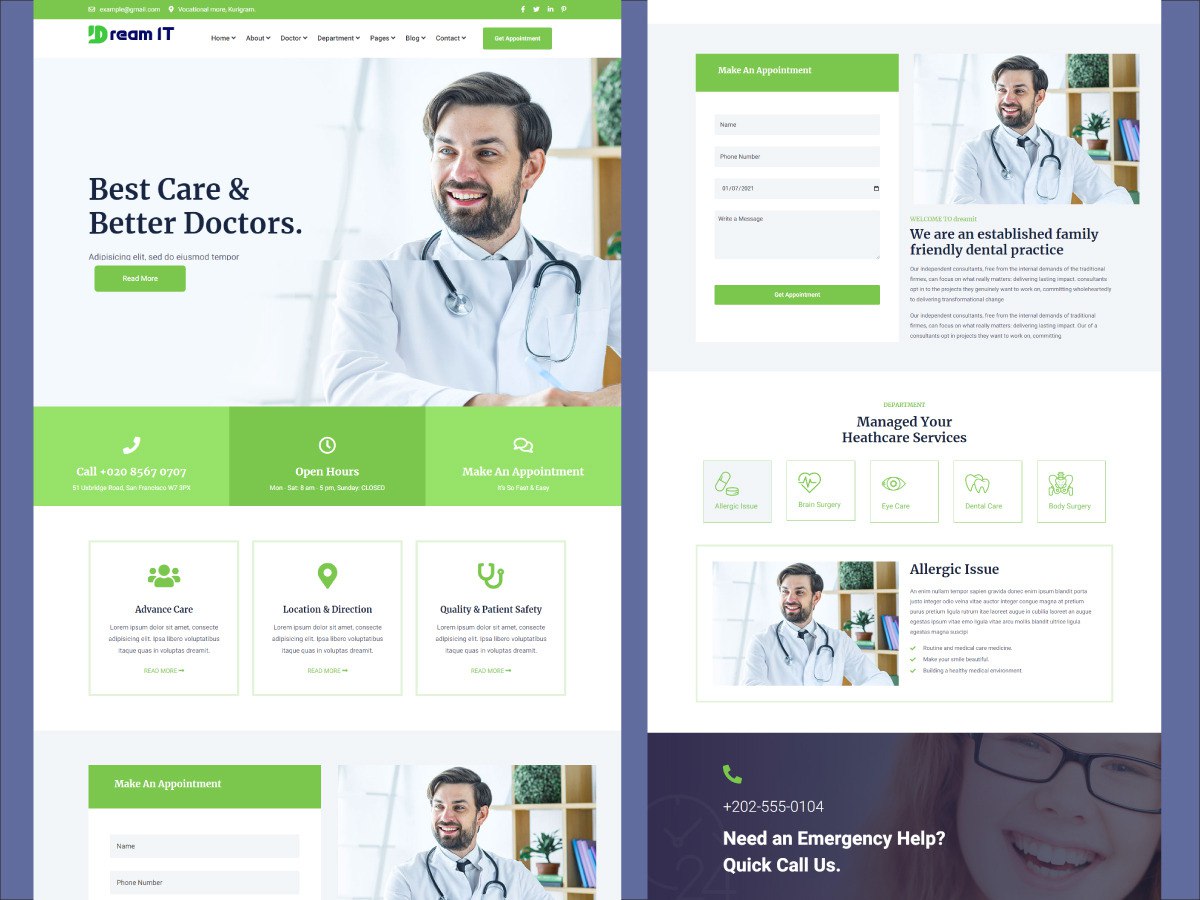 example@gmail.com Vocational more, Kurigram.
Dream IT
Home About Doctor Department Pages Blog Contact Get Appointment
Best Care &
Better Doctors.
Adipisicing elit, sed do eiusmod tempor
Read More
Call +020 8567 0707
51 Uxbridge Road, San Francisco W7 3PX
Open Hours
Mon - Sat: 8 am - 5 pm, Sunday: CLOSED
Make An Appointment
It's So Fast & Easy
Advance Care
Lorem ipsum dolor sit amet, consecte
adipisicing elit. Ipsa libero voluptatibus
itaque quas in voluptas dreamit.
READ MORE
Location & Direction
Lorem ipsum dolor sit amet, consecte
adipisicing elit. Ipsa libero voluptatibus
itaque quas in voluptas dreamit.
READ MORE
Quality & Patient Safety
Lorem ipsum dolor sit amet, consecte
adipisicing elit. Ipsa libero voluptatibus
itaque quas in voluptas dreamit.
READ MORE
Make An Appointment
Name
Phone Number
Make An Appointment
Name
Phone Number
01/07/2021
Write a Message
Get Appointment
WELCOME TO dreamit
We are an established family
friendly dental practice
Our independent consultants, free from the internal demands of the traditional
firmes, can focus on what really matters: delivering lasting impact. consultants
opt in to the projects they genuinely want to work on, committing wholeheartedly
to delivering transformational change
Our independent consultants, free from the internal demands of traditional
firmes, can focus on what really matters: delivering lasting impact. Our of a
consultants opt in projects they want to work on, committing.
DEPARTMENT
Managed Your
Heathcare Services
Allergic Issue
Brain Surgery
Eye Care
Dental Care
Body Surgery
Allergic Issue
An enim nullam tempor sapien gravida donec enim ipsum blandit
justo integer odio velna vitae auctor integer congue magna at pretium
purus pretium ligula rutrum itae laoreet augue in cubilia laoreet an augue
egestas ipsum vitae emo ligula vitae arcu mollis blandit ultrice ligula
egestas magna suscipi
Routine and medical care medicine.
Make your smile beautiful.
Building a healthy medical environment.
+202-555-0104
Need an Emergency Help?
Quick Call Us.